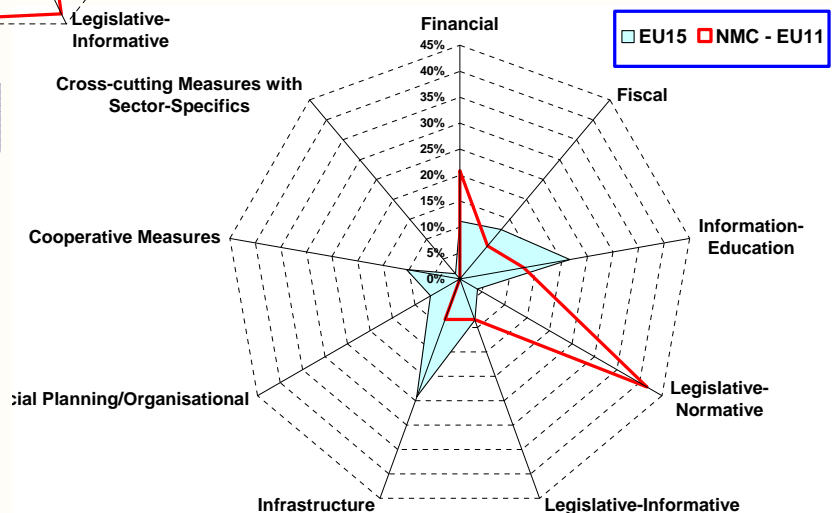 Legislative-
Informative
Financial
EU15 NMC - EU11
45%
40%
35%
30%
25%
20%
15%
10%
5%
0%
Fiscal
Cross-cutting Measures with
Sector-Specifics
Information-
Education
Cooperative Measures
Legislative-
Normative
cial Planning/Organisational
Infrastructure
Legislative-Informative